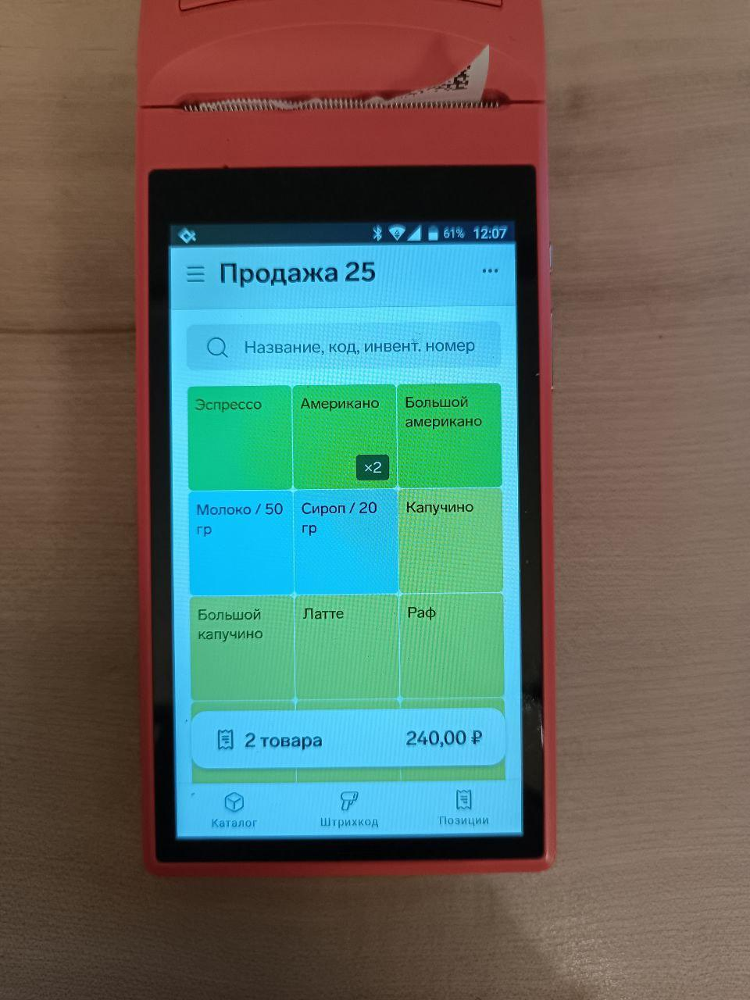 61% 12:07
Продажа 25
Название, код, инвент. номер
Эспрессо
Американо
×2
Большой
американо
Молоко / 50
гр
Сироп / 20
гр
Капучино
Большой
капучино
Латте
Раф
2 товара 240,00 ₽
Каталог
Штрихкод
Позиции